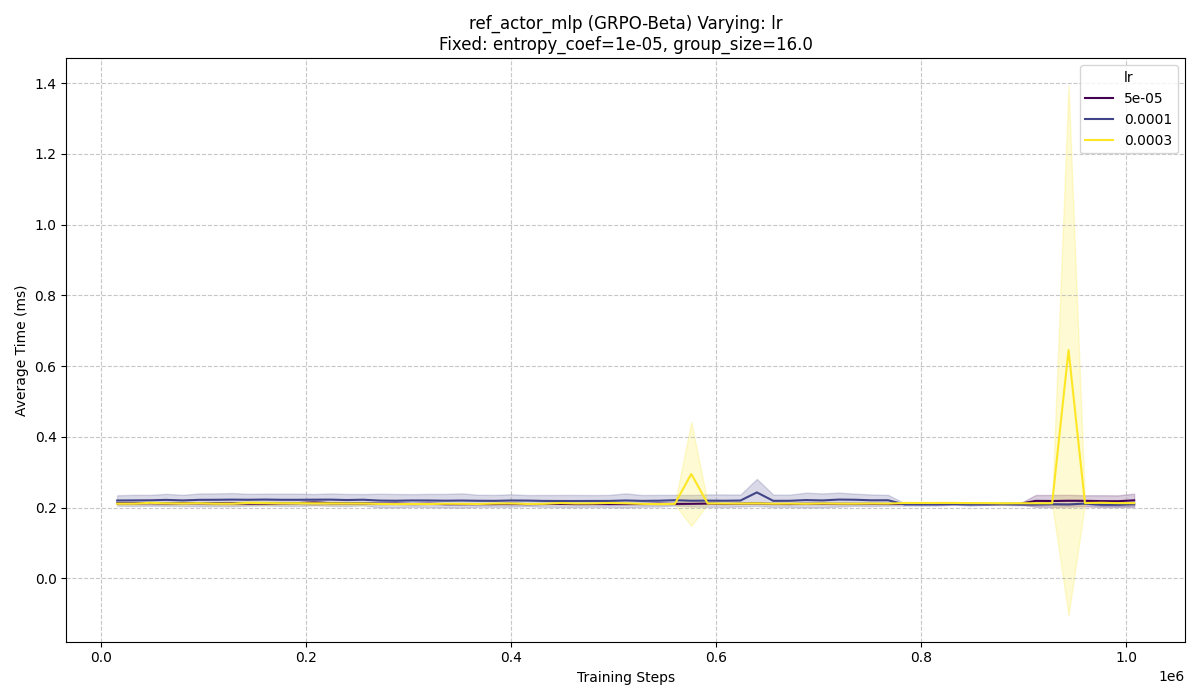 ref_actor_mlp (GRPO-Beta) Varying: lr
Fixed: entropy_coef=1e-05, group_size=16.0
lr
5e-05
0.0001
0.0003
Average Time (ms)
1.4
1.2
1.0
0.8
0.6
0.4
0.2
0.0
0.0 0.2 0.4 0.6 0.8 1.0
1e6
Training Steps